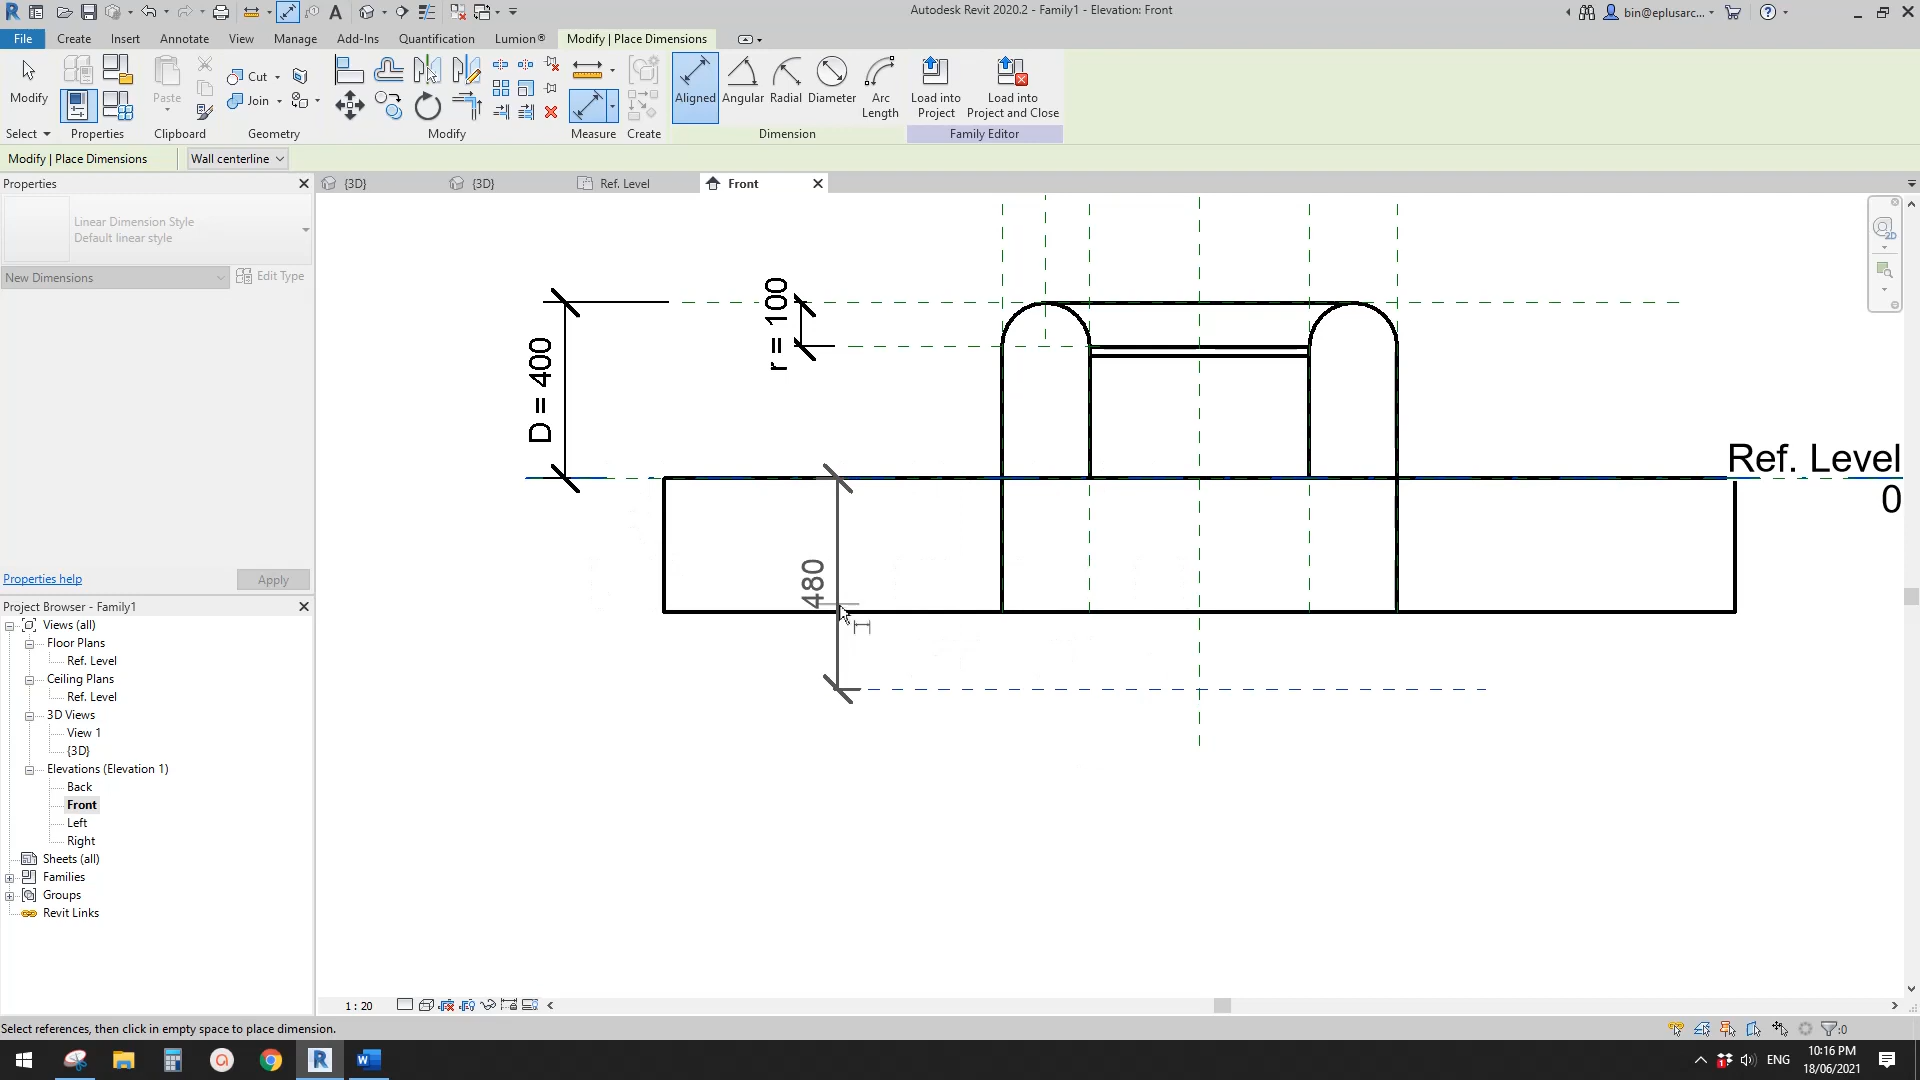 Autodesk Revit 2020.2 - Family1 - Elevation: Front
bin@eplusarc...
File Create Insert Annotate View Manage Add-Ins Quantification Lumion® Modify | Place Dimensions
Modify
Paste
Cut
Join
Aligned Angular Radial Diameter Arc Length
Load into Project
Load into Project and Close
Select Properties Clipboard Geometry Modify Measure Create Dimension Family Editor
Modify | Place Dimensions Wall centerline
Properties
{3D} {3D} Ref. Level Front
Linear Dimension Style
Default linear style
New Dimensions Edit Type
2D
r = 100
D = 400
480
Ref. Level
0
Properties help Apply
Project Browser - Family1
Views (all)
Floor Plans
Ref. Level
Ceiling Plans
Ref. Level
3D Views
View 1
{3D}
Elevations (Elevation 1)
Back
Front
Left
Right
Sheets (all)
Families
Groups
Revit Links
1 : 20
Select references, then click in empty space to place dimension.
:0
ENG
10:16 PM
18/06/2021